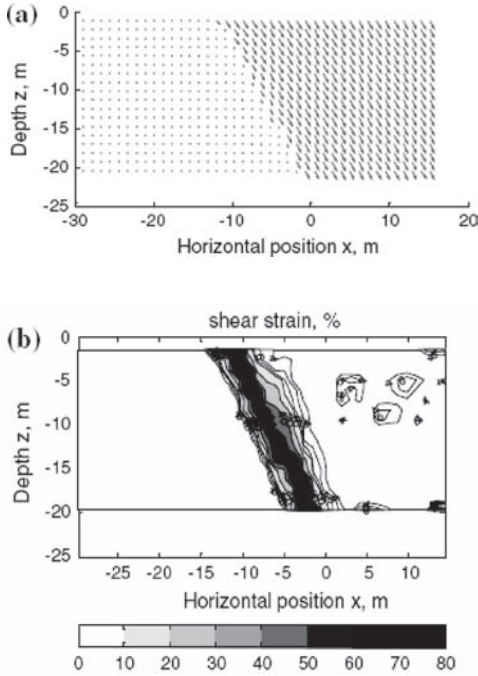 (a)
0
-5
-10
-15
-20
-25
Depth z, m
-30 -20 -10 0 10 20
Horizontal position x, m
shear strain, %
(b)
0
-5
-10
-15
-20
-25
Depth z, m
-25 -20 -15 -10 -5 0 5 10
Horizontal position x, m
0 10 20 30 40 50 60 70 80